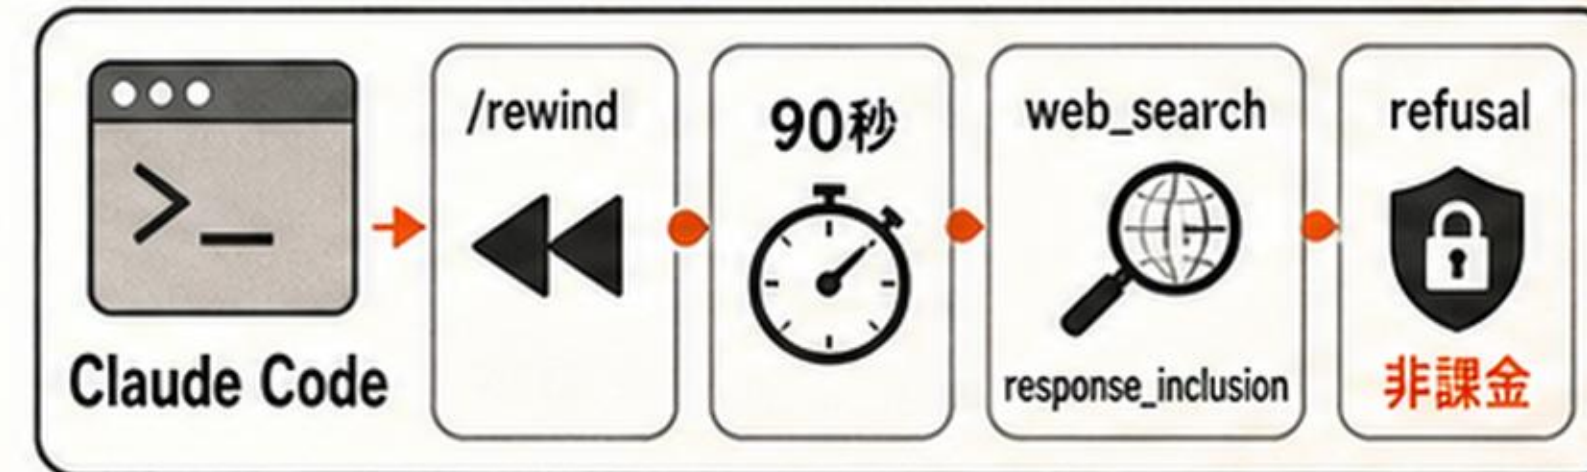 >_
Claude Code
/rewind
90秒
web_search
response_inclusion
refusal
非課金